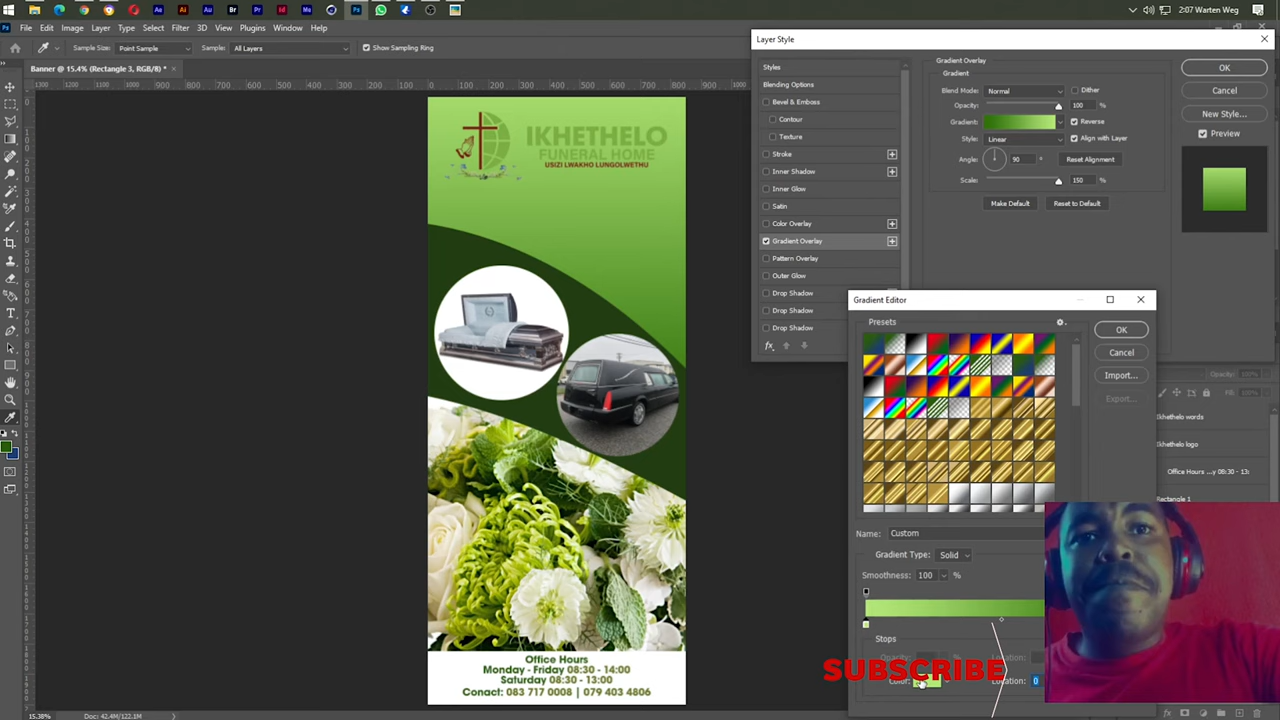 2:07 Warten Weg
File Edit Image Layer Type Select Filter 3D View Plugins Window Help
Sample Size: Point Sample Sample: All Layers Show Sampling Ring
Banner @ 15.4% (Rectangle 3, RGB/8) *
IKHETHELO
FUNERAL HOME
USIZI LWAKHO LUNGOLWETHU
Office Hours
Monday - Friday 08:30 - 14:00
Saturday 08:30 - 13:00
Conact: 083 717 0008 | 079 403 4806
15.38% Doc: 42.4M/122.1M
Layer Style
Styles
Blending Options
Bevel & Emboss
Contour
Texture
Stroke
Inner Shadow
Inner Glow
Satin
Color Overlay
Gradient Overlay
Pattern Overlay
Outer Glow
Drop Shadow
Drop Shadow
Drop Shadow
fx
Gradient Overlay
Gradient
Blend Mode: Normal Dither
Opacity: 100 %
Gradient: Reverse
Style: Linear Align with Layer
Angle: 90 ° Reset Alignment
Scale: 150 %
Make Default Reset to Default
OK
Cancel
New Style...
Preview
Gradient Editor
Presets
OK
Cancel
Import...
Export...
Name: Custom
Gradient Type: Solid
Smoothness: 100 %
Stops
Opacity: % Location:
Color: Location: 0
Opacity: 100%
Fill: 100%
Ikhethelo words
Ikhethelo logo
Office Hours ...y 08:30 - 13:
Rectangle 1
SUBSCRIBE